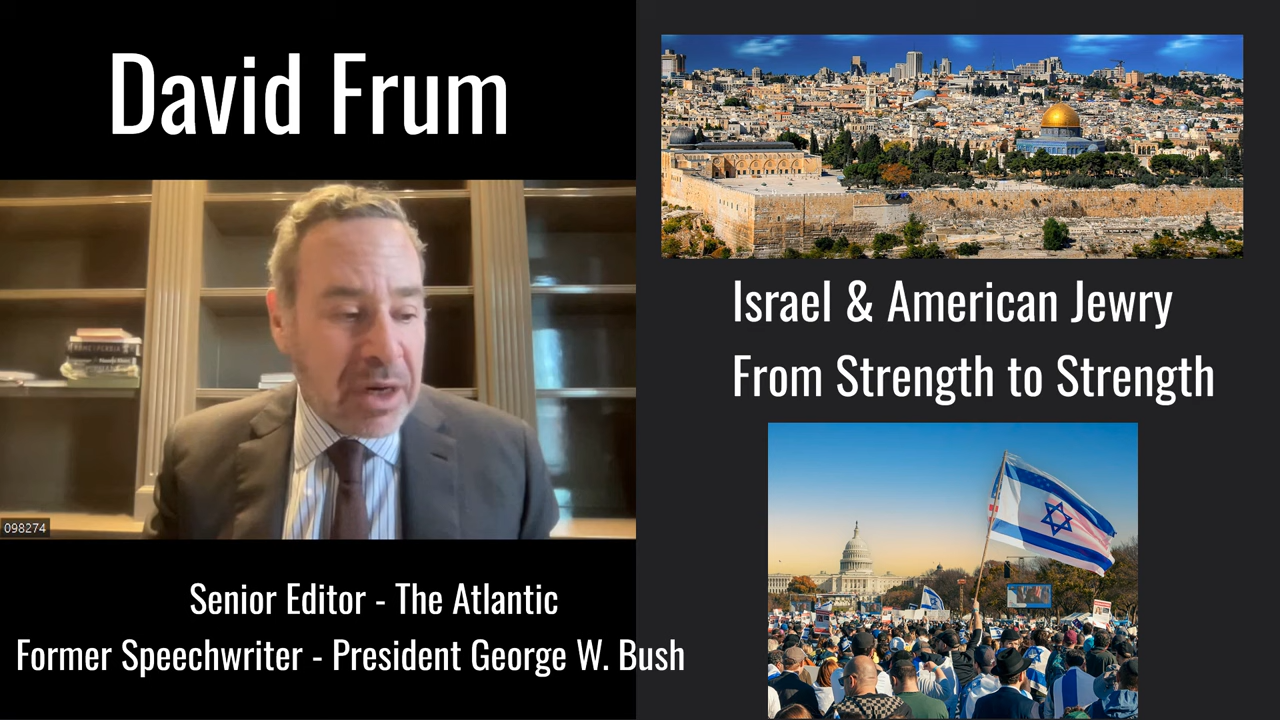 David Frum
098274
Senior Editor - The Atlantic
Former Speechwriter - President George W. Bush
Israel & American Jewry
From Strength to Strength